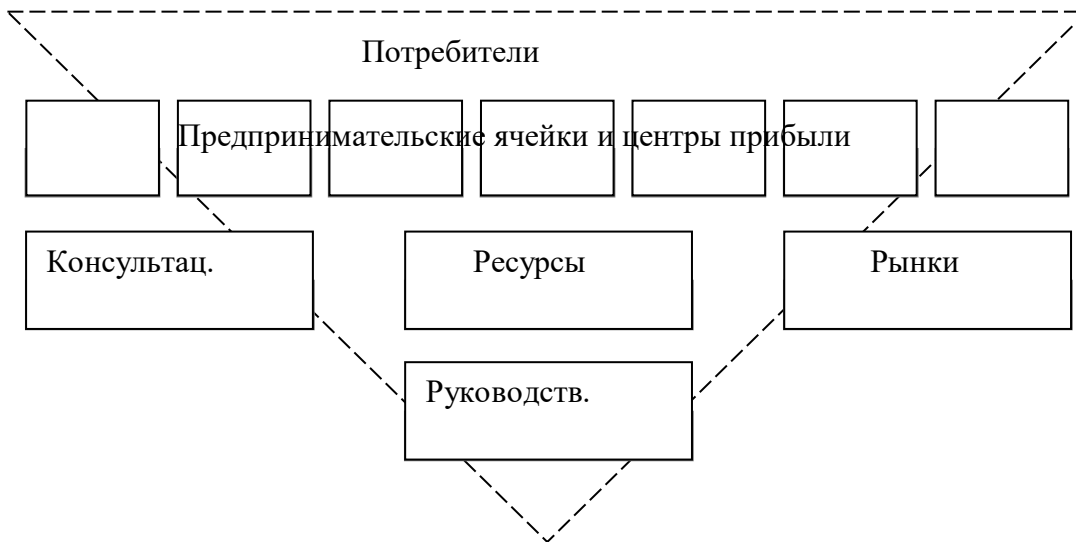 Потребители
Предпринимательские ячейки и центры прибыли
Консультац.
Ресурсы
Рынки
Руководств.